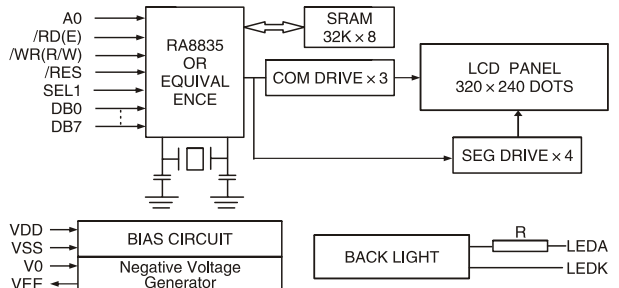 A0
/RD(E)
/WR(R/W)
/RES
SEL1
DB0
DB7
RA8835
OR
EQUIVAL
ENCE
SRAM
32K × 8
COM DRIVE × 3
LCD PANEL
320 × 240 DOTS
SEG DRIVE × 4
VDD
VSS
V0
VEE
BIAS CIRCUIT
Negative Voltage
Generator
BACK LIGHT
R
LEDA
LEDK